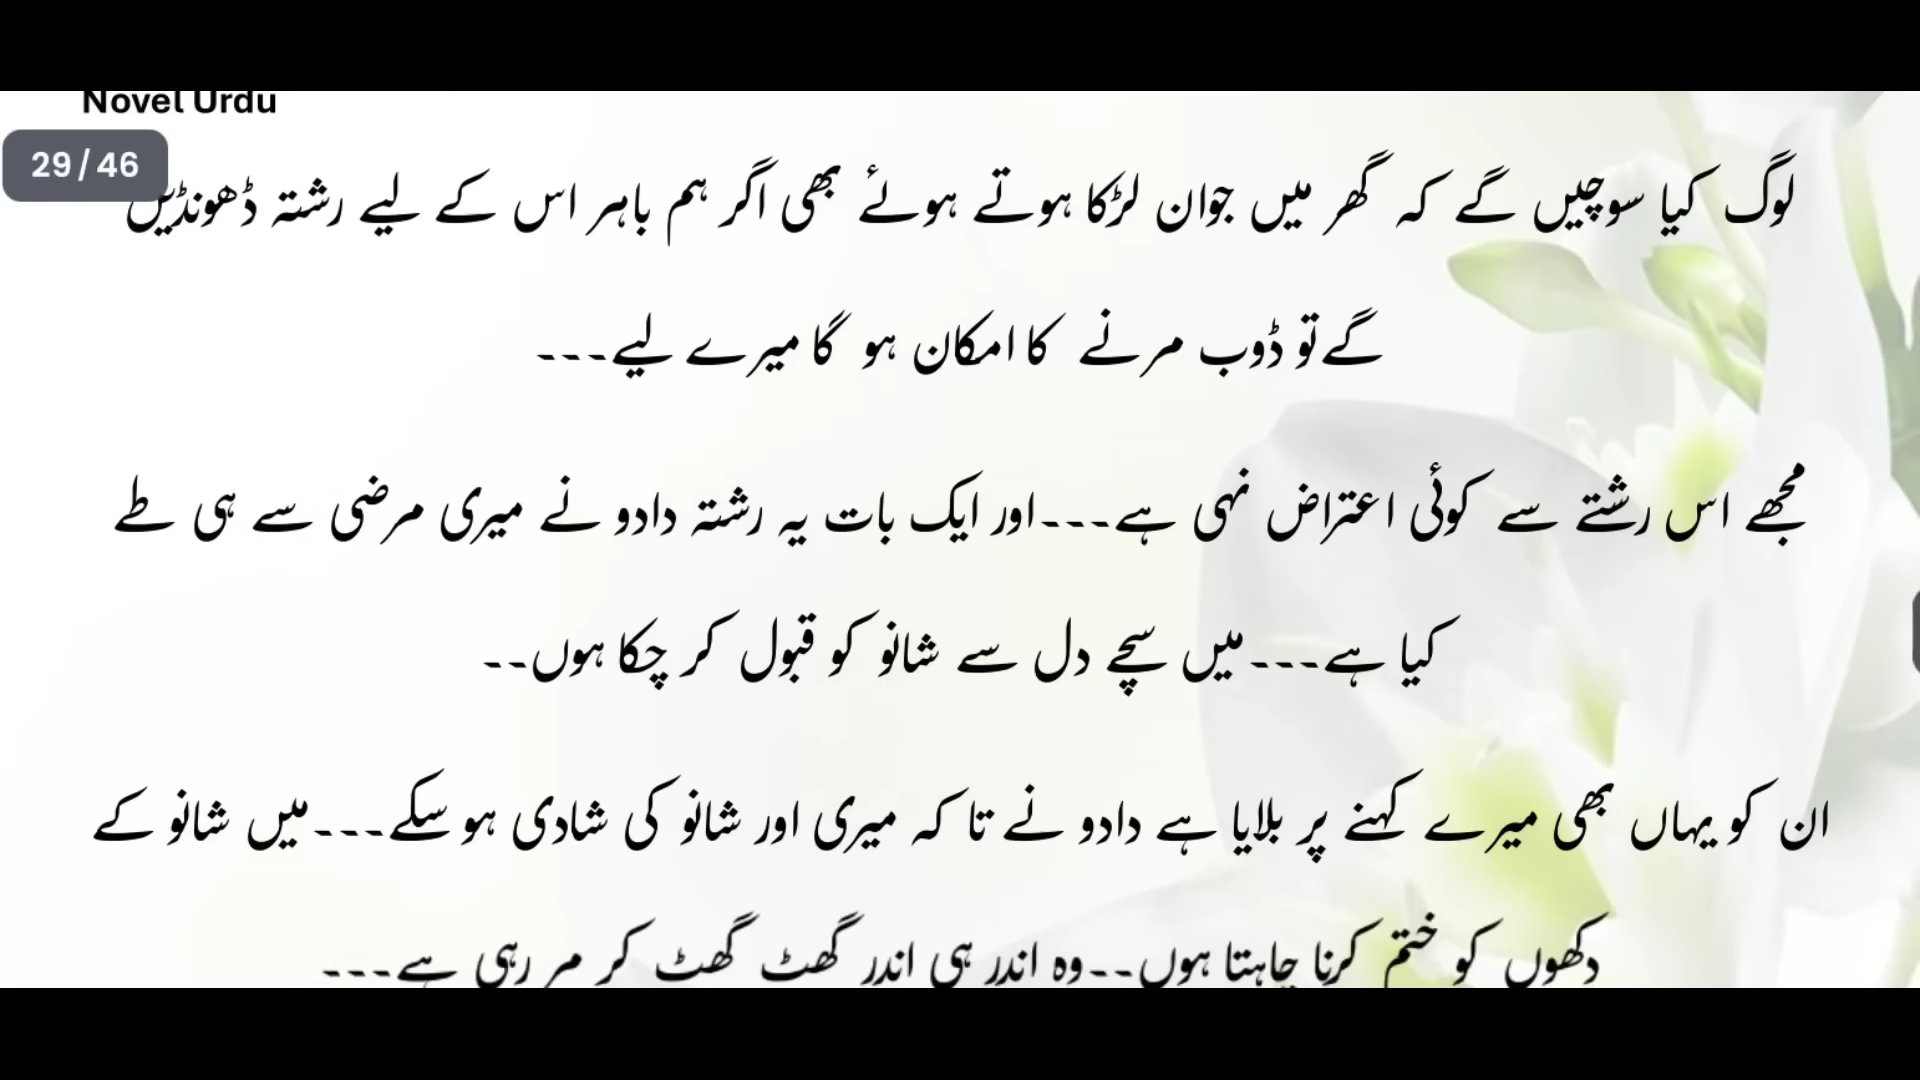 Novel Urdu
29/46
لوگ کیا سوچیں گے کہ گھر میں جوان لڑکا ہوتے ہوئے بھی اگر ہم باہر اس کے لیے رشتہ ڈھونڈیں
گے تو ڈوب مرنے کا امکان ہو گا میرے لیے---
مجھے اس رشتے سے کوئی اعتراض نہی ہے---اور ایک بات یہ رشتہ دادو نے میری مرضی سے ہی طے
کیا ہے---میں سچے دل سے شانو کو قبول کر چکا ہوں--
ان کو یہاں بھی میرے کہنے پر بلایا ہے دادو نے تا کہ میری اور شانو کی شادی ہو سکے---میں شانو کے
دکھوں کو ختم کرنا چاہتا ہوں--وہ اندر ہی اندر گھٹ گھٹ کر مر رہی ہے---